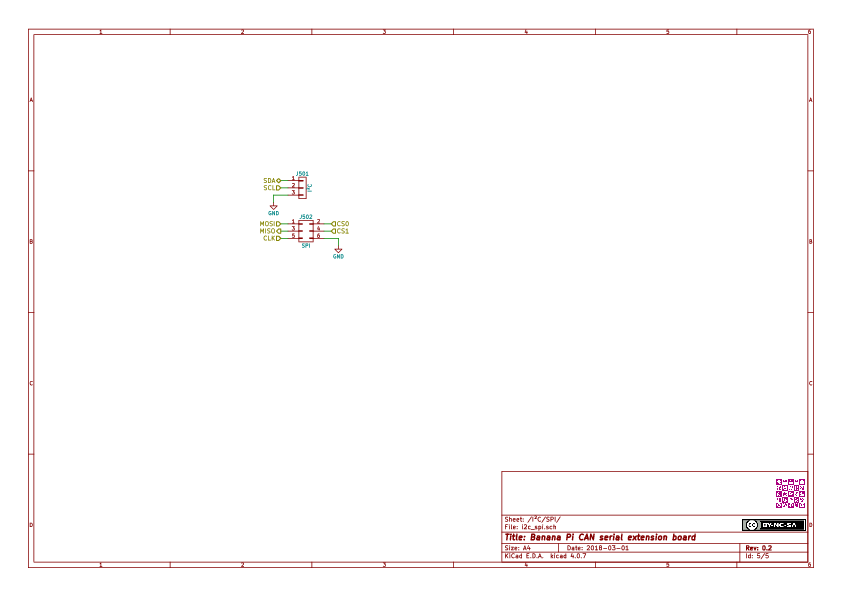 1 2 3 4 5 6
A A
J501
SDA 1
SCL 2 I²C
3
GND
J502
MOSI 1 2 CS0
MISO 3 4 CS1
CLK 5 6
SPI
GND
B B
C C
D D
Sheet: /I²C/SPI/
File: i2c_spi.sch
BY-NC-SA
Title: Banana Pi CAN serial extension board
Size: A4 Date: 2018-03-01 Rev: 0.2
KiCad E.D.A. kicad 4.0.7 Id: 5/5
1 2 3 4 5 6